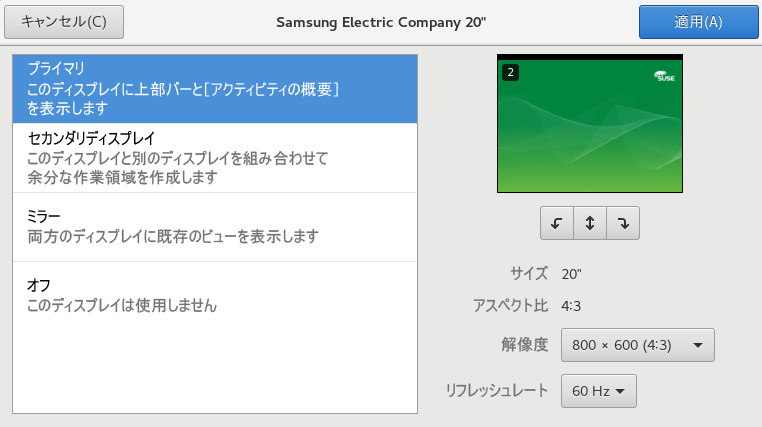 キャンセル(C)
Samsung Electric Company 20"
適用(A)
プライマリ
このディスプレイに上部バーと[アクティビティの概要]
を表示します
セカンダリディスプレイ
このディスプレイと別のディスプレイを組み合わせて
余分な作業領域を作成します
ミラー
両方のディスプレイに既存のビューを表示します
オフ
このディスプレイは使用しません
2
SUSE
サイズ 20"
アスペクト比 4:3
解像度 800 × 600 (4:3)
リフレッシュレート 60 Hz